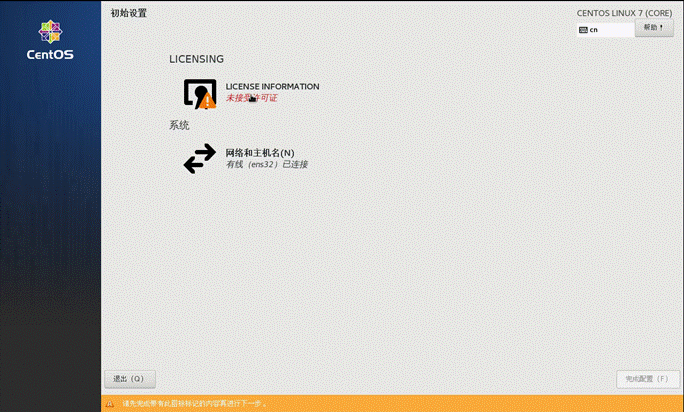 初始设置
CENTOS LINUX 7 (CORE)
cn
帮助！
CentOS
LICENSING
LICENSE INFORMATION
未接受许可证
系统
网络和主机名(N)
有线（ens32）已连接
退出（Q）
完成配置（F）
请先完成带有此图标标记的内容再进行下一步。